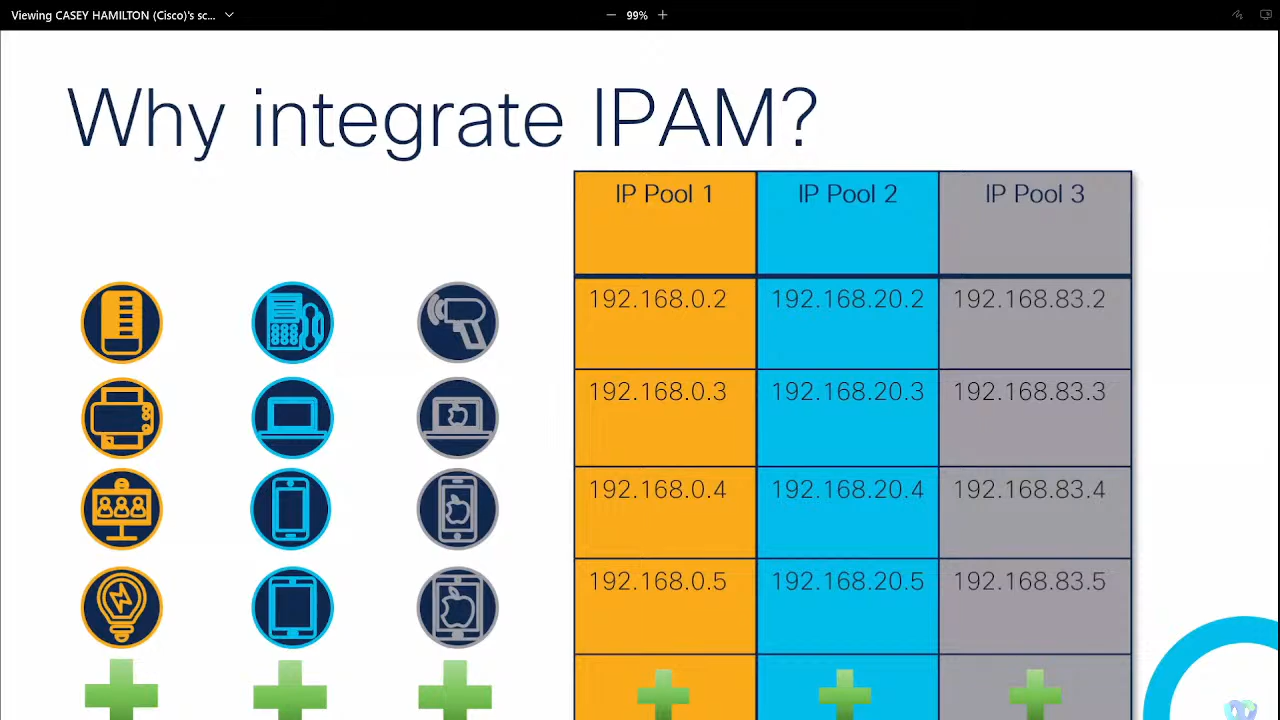 Viewing CASEY HAMILTON (Cisco)'s sc...
99%
Why integrate IPAM?
IP Pool 1 IP Pool 2 IP Pool 3
192.168.0.2 192.168.20.2 192.168.83.2
192.168.0.3 192.168.20.3 192.168.83.3
192.168.0.4 192.168.20.4 192.168.83.4
192.168.0.5 192.168.20.5 192.168.83.5